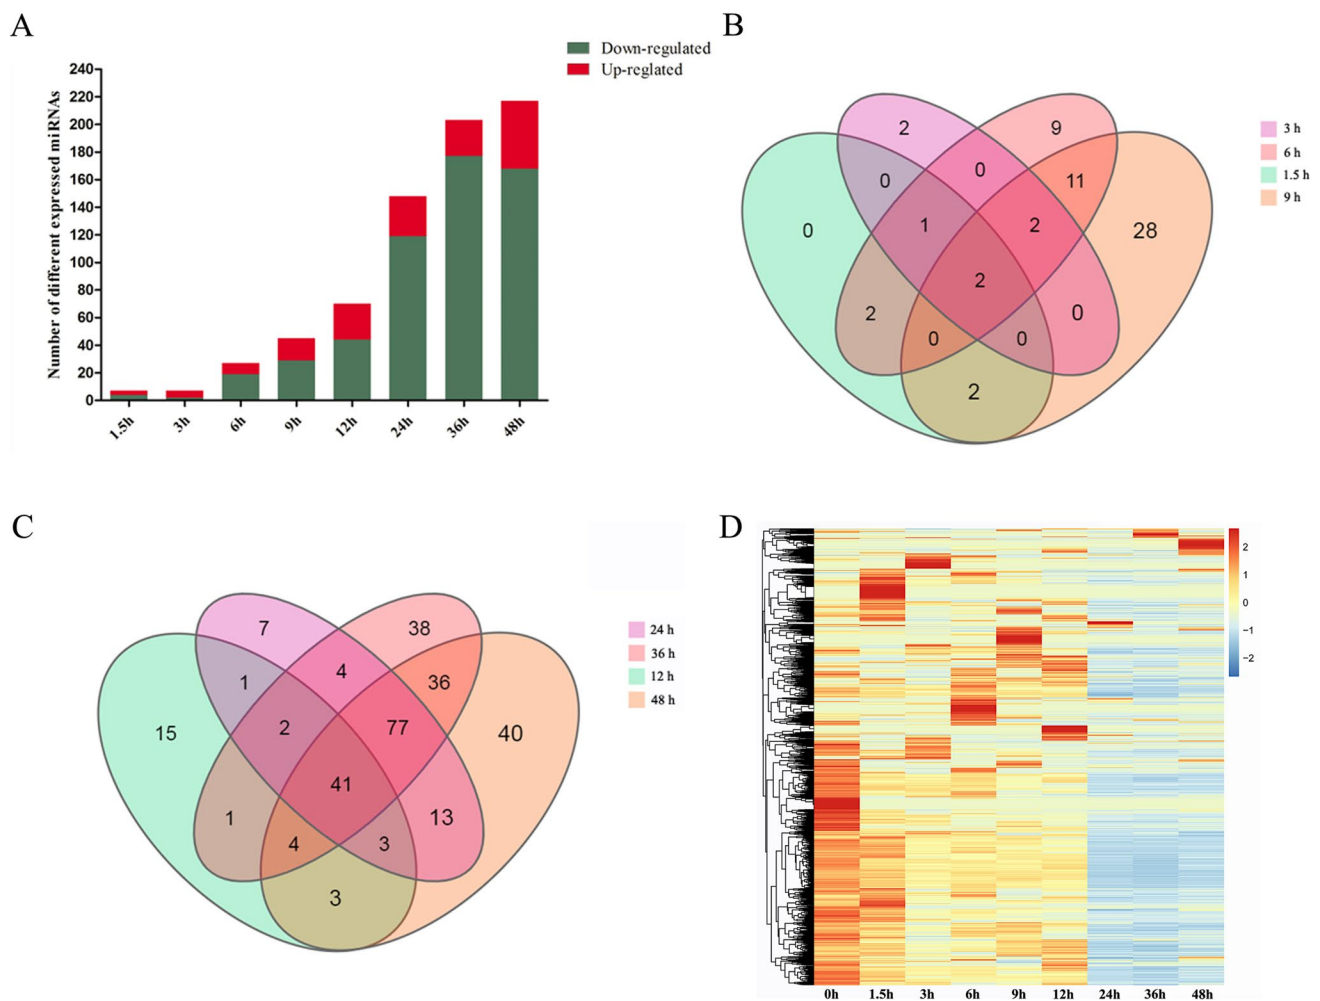 A
Down-regulated
Up-reglated
Number of different expressed miRNAs
240
220
200
180
160
140
120
100
80
60
40
20
0
1.5h 3h 6h 9h 12h 24h 36h 48h
B
3 h
6 h
1.5 h
9 h
2 9
0 0 11
0 1 2 28
2
2 0
0 0
2
C
24 h
36 h
12 h
48 h
7 38
1 4 36
15 2 77 40
41
1 13
4 3
3
D
2
1
0
−1
−2
0h 1.5h 3h 6h 9h 12h 24h 36h 48h